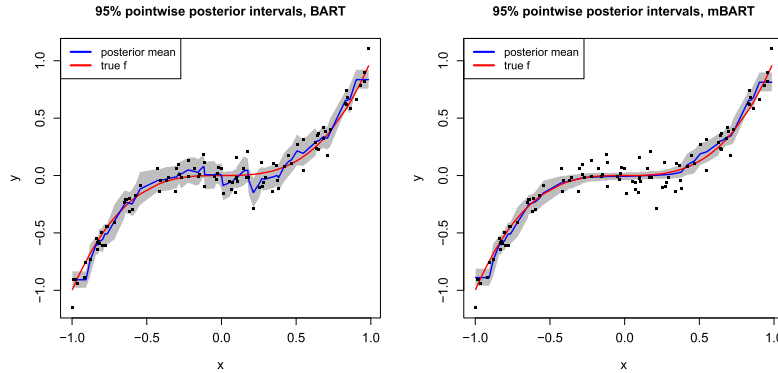 95% pointwise posterior intervals, BART
posterior mean
true f
y
1.0
0.5
0.0
−0.5
−1.0
−1.0 −0.5 0.0 0.5 1.0
x
95% pointwise posterior intervals, mBART
posterior mean
true f
y
1.0
0.5
0.0
−0.5
−1.0
−1.0 −0.5 0.0 0.5 1.0
x